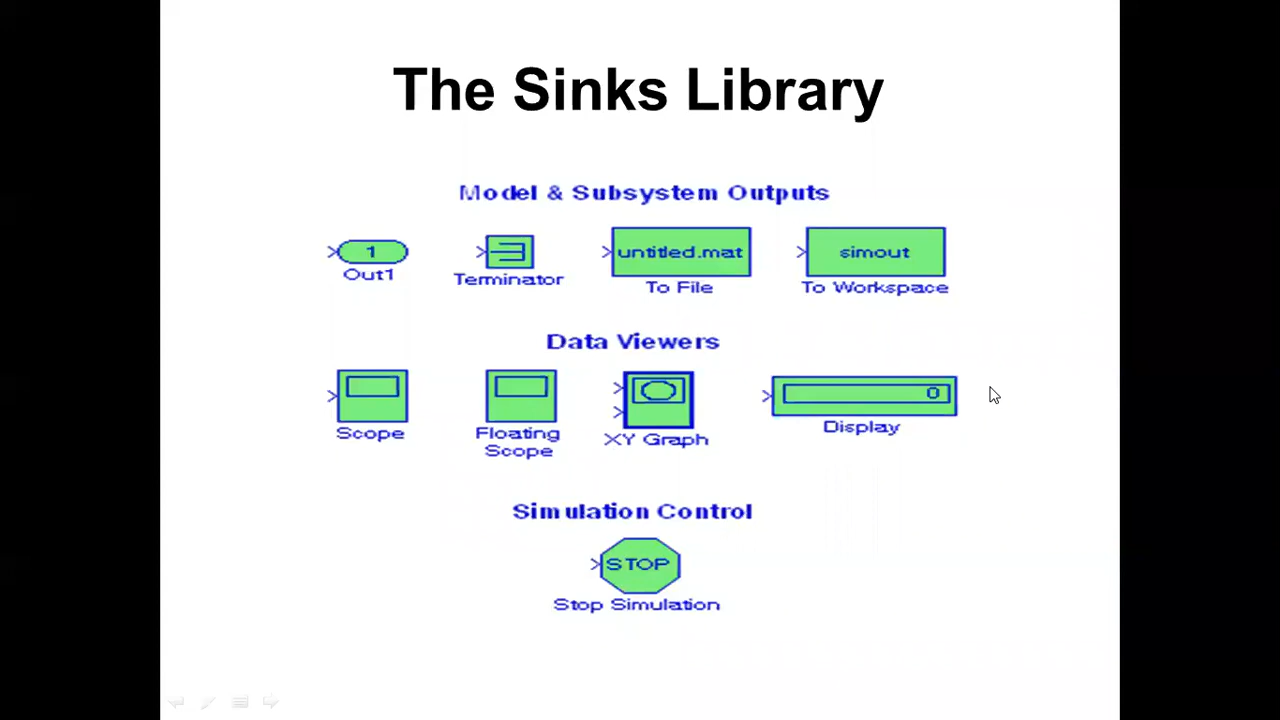 The Sinks Library
Model & Subsystem Outputs
1
Out1
Terminator
untitled.mat
To File
simout
To Workspace
Data Viewers
Scope
Floating
Scope
XY Graph
0
Display
Simulation Control
STOP
Stop Simulation